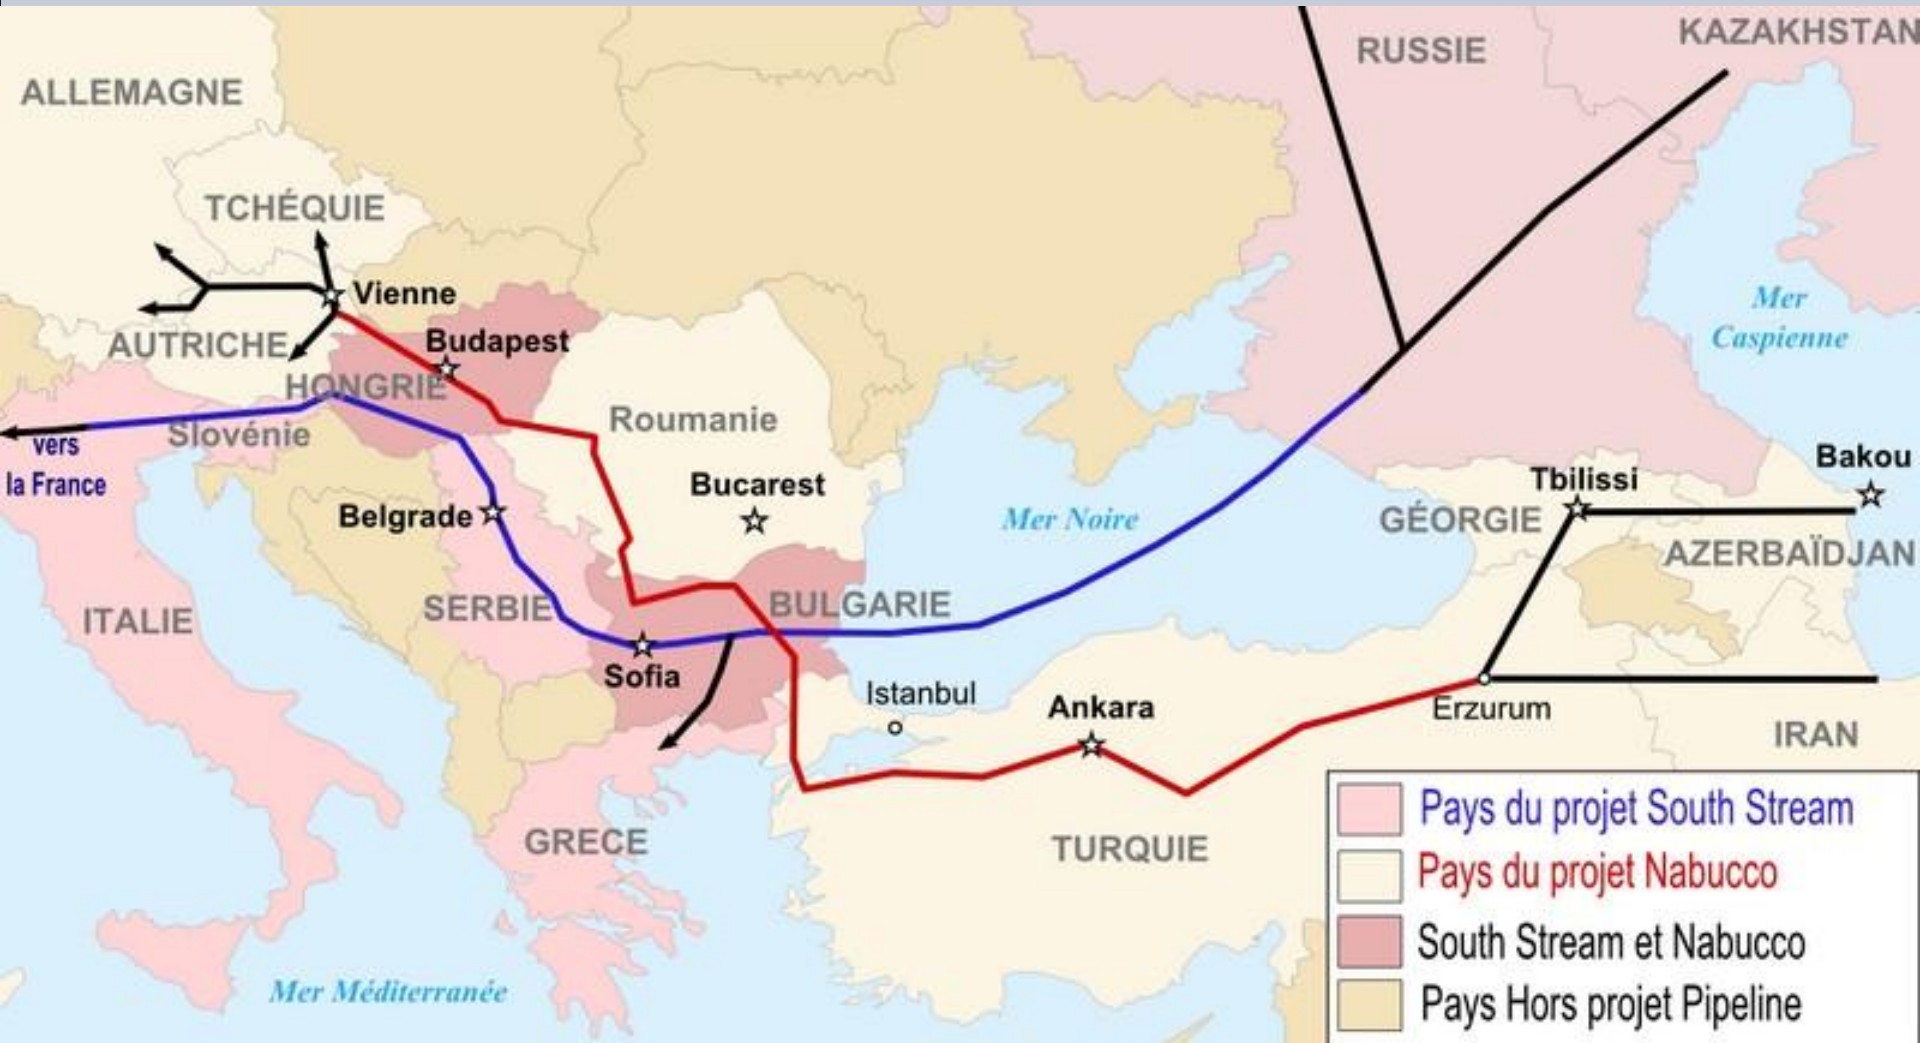 KAZAKHSTAN
RUSSIE
ALLEMAGNE
TCHÉQUIE
Vienne
Mer
Caspienne
AUTRICHE
Budapest
HONGRIE
Roumanie
Slovénie
vers
la France
Bucarest
Bakou
Tbilissi
Belgrade
Mer Noire
GÉORGIE
AZERBAÏDJAN
ITALIE
SERBIE
BULGARIE
Sofia
Istanbul
Ankara
Erzurum
IRAN
GRECE
TURQUIE
Mer Méditerranée
Pays du projet South Stream
Pays du projet Nabucco
South Stream et Nabucco
Pays Hors projet Pipeline